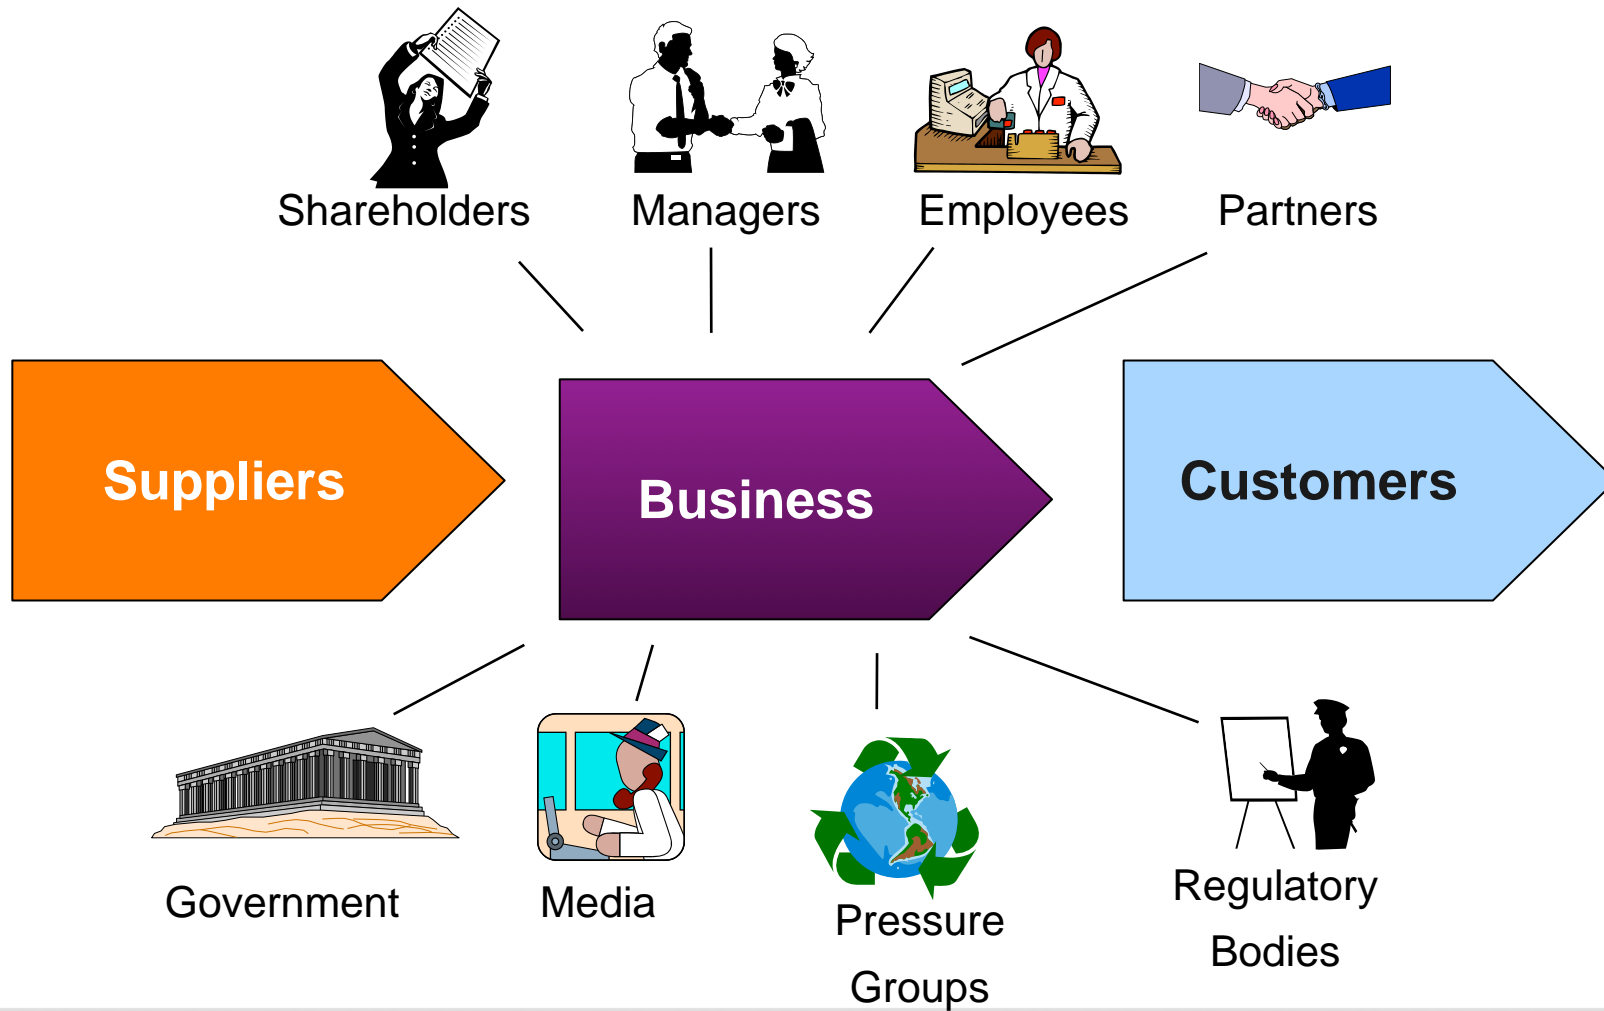 Shareholders
Managers
Employees
Partners
Suppliers
Business
Customers
Government
Media
Pressure
Groups
Regulatory
Bodies